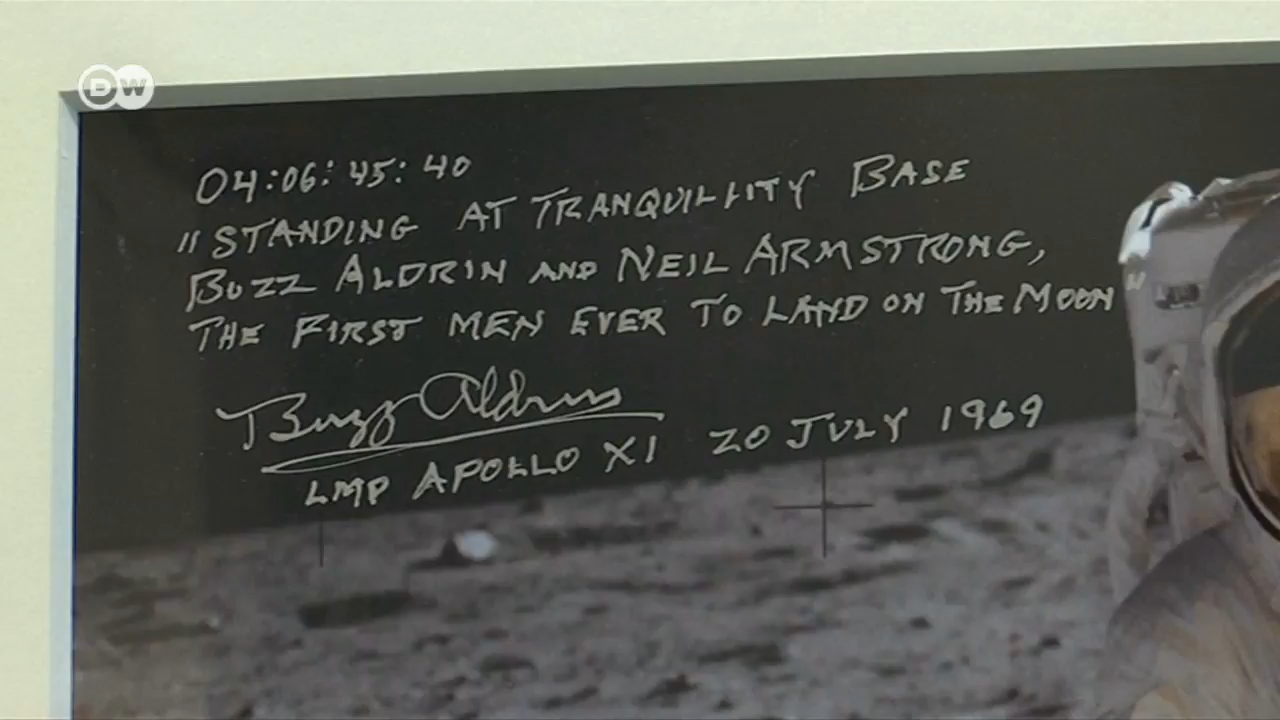 DW
04:06:45:40
"STANDING AT TRANQUILLITY BASE
BUZZ ALDRIN AND NEIL ARMSTRONG,
THE FIRST MEN EVER TO LAND ON THE MOON"
Buzz Aldrin
LMP APOLLO XI 20 JULY 1969